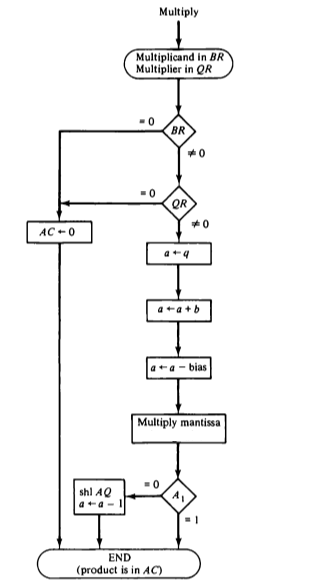 Multiply
Multiplicand in BR
Multiplier in QR
= 0
BR
≠ 0
= 0
QR
≠ 0
AC ← 0
a ← q
a ← a + b
a ← a − bias
Multiply mantissa
= 0
shl AQ
a ← a − 1
A₁
= 1
END
(product is in AC)